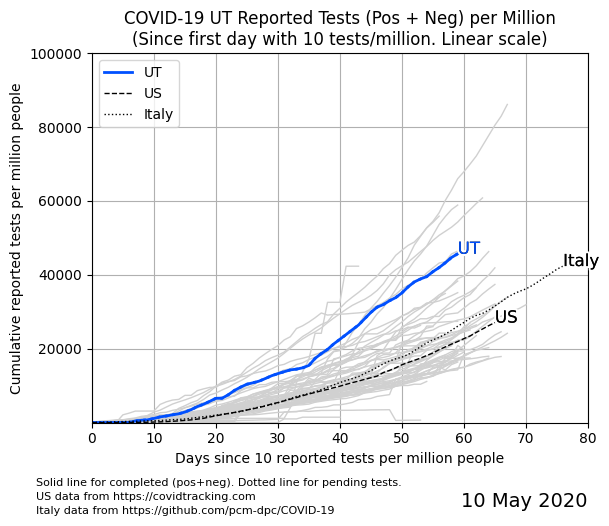 COVID-19 UT Reported Tests (Pos + Neg) per Million
(Since first day with 10 tests/million. Linear scale)
Cumulative reported tests per million people
100000
80000
60000
40000
20000
UT
US
Italy
UT
Italy
US
0 10 20 30 40 50 60 70 80
Days since 10 reported tests per million people
Solid line for completed (pos+neg). Dotted line for pending tests.
US data from https://covidtracking.com
Italy data from https://github.com/pcm-dpc/COVID-19
10 May 2020